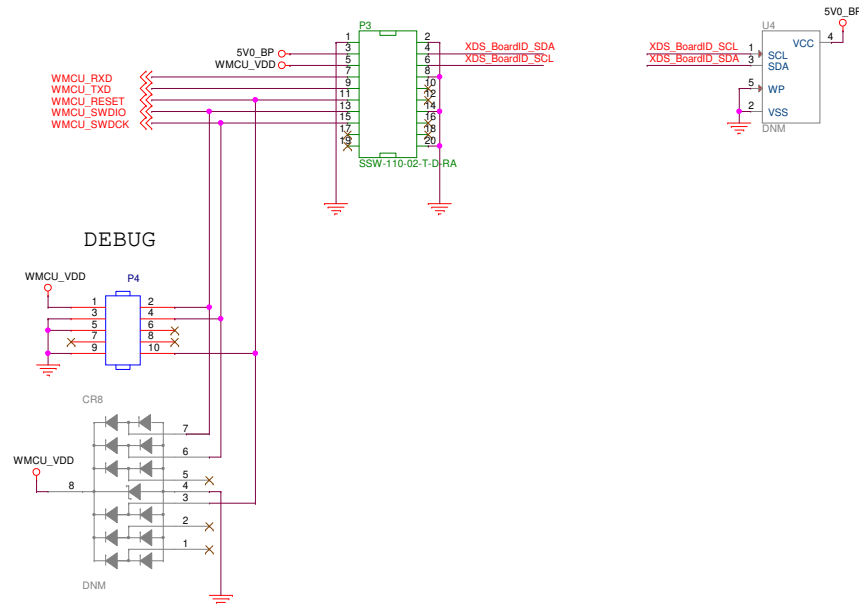 P3
1 2
5V0_BP 3 4 XDS_BoardID_SDA
WMCU_VDD 5 6 XDS_BoardID_SCL
WMCU_RXD 7 8
WMCU_TXD 9 10
WMCU_RESET 11 12
WMCU_SWDIO 13 14
WMCU_SWDCK 15 16
17 18
19 20
SSW-110-02-T-D-RA
5V0_BP
U4
VCC 4
XDS_BoardID_SCL 1 SCL
XDS_BoardID_SDA 3 SDA
5 WP
2 VSS
DNM
DEBUG
WMCU_VDD
P4
1 2
3 4
5 6
7 8
9 10
CR8
7
6
WMCU_VDD
5
8 4
3
2
1
DNM